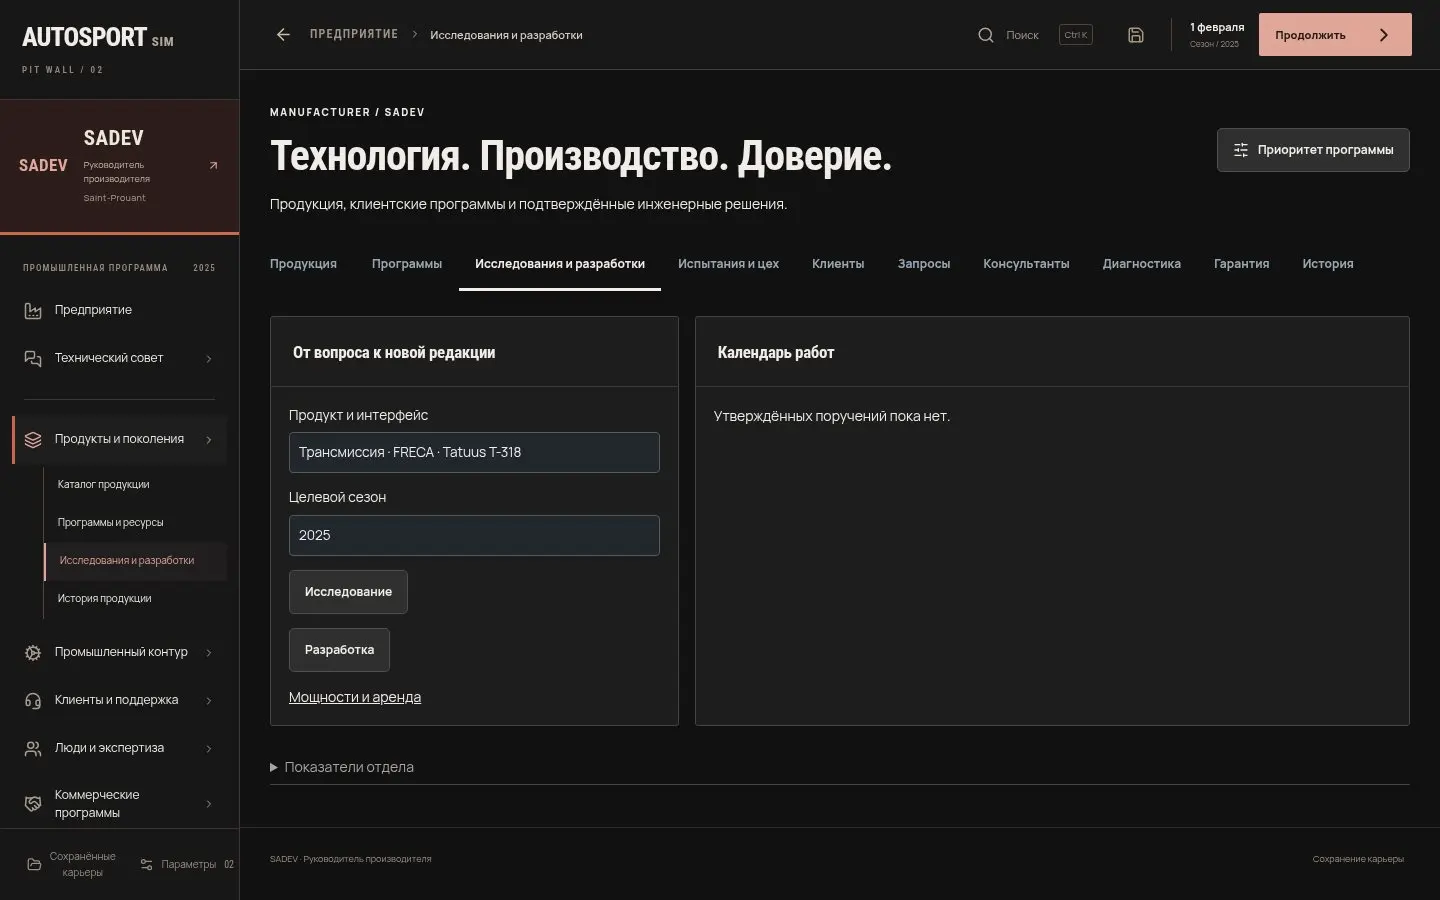 AUTOSPORT SIM
PIT WALL / 02
SADEV
SADEV
Руководитель
производителя
Saint-Prouant
ПРОМЫШЛЕННАЯ ПРОГРАММА 2025
Предприятие
Технический совет
Продукты и поколения
Каталог продукции
Программы и ресурсы
Исследования и разработки
История продукции
Промышленный контур
Клиенты и поддержка
Люди и экспертиза
Коммерческие
программы
Сохранённые
карьеры
Параметры 02
ПРЕДПРИЯТИЕ
Исследования и разработки
Поиск
Ctrl K
1 февраля
Сезон / 2025
Продолжить
MANUFACTURER / SADEV
Технология. Производство. Доверие.
Приоритет программы
Продукция, клиентские программы и подтверждённые инженерные решения.
Продукция Программы Исследования и разработки Испытания и цех Клиенты Запросы Консультанты Диагностика Гарантия История
От вопроса к новой редакции
Продукт и интерфейс
Трансмиссия · FRECA · Tatuus T-318
Целевой сезон
2025
Исследование
Разработка
Мощности и аренда
Календарь работ
Утверждённых поручений пока нет.
Показатели отдела
SADEV · Руководитель производителя
Сохранение карьеры